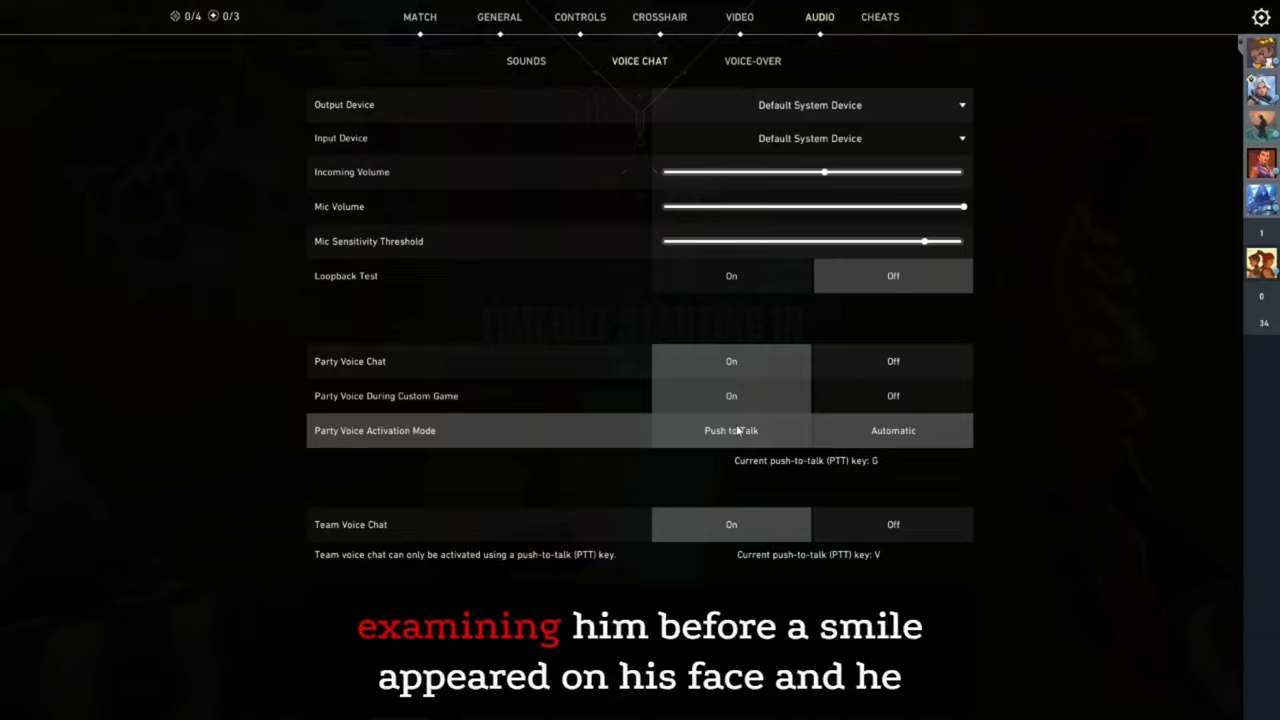 0/4 0/3
MATCH GENERAL CONTROLS CROSSHAIR VIDEO AUDIO CHEATS
SOUNDS VOICE CHAT VOICE-OVER
Output Device Default System Device
Input Device Default System Device
Incoming Volume
Mic Volume
Mic Sensitivity Threshold
Loopback Test On Off
TIMEOUT STARTING IN
Party Voice Chat On Off
Party Voice During Custom Game On Off
Party Voice Activation Mode Push to Talk Automatic
Current push-to-talk (PTT) key: G
Team Voice Chat On Off
Team voice chat can only be activated using a push-to-talk (PTT) key. Current push-to-talk (PTT) key: V
examining him before a smile
appeared on his face and he
1
0
34